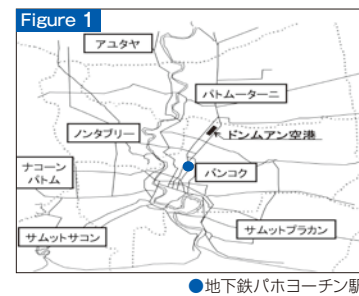 Figure 1
アユタヤ
パトムターニ
ドンムアン空港
ノンタブリー
バンコク
ナコーン
パトム
サムットサコン
サムットプラカン
●地下鉄パホヨーチン駅